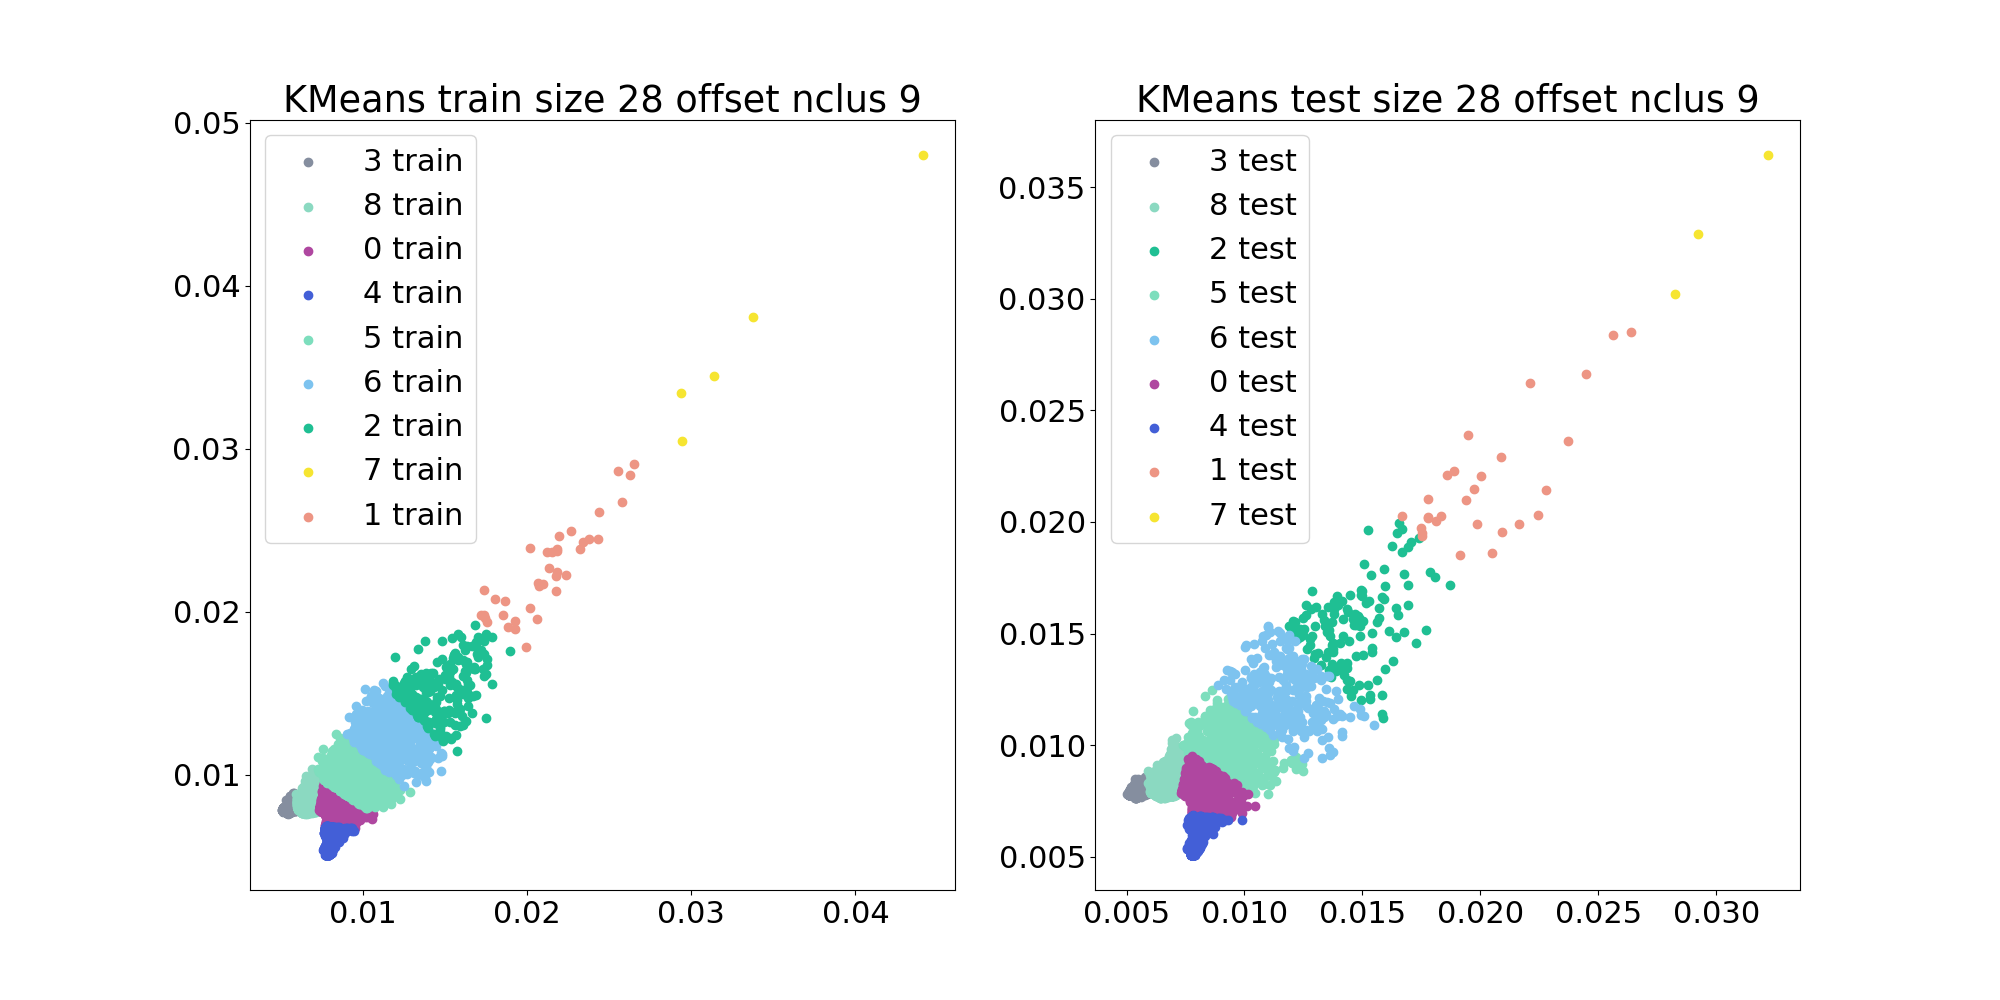 KMeans train size 28 offset nclus 9
0.05
0.04
0.03
0.02
0.01
3 train
8 train
0 train
4 train
5 train
6 train
2 train
7 train
1 train
0.01 0.02 0.03 0.04
KMeans test size 28 offset nclus 9
0.035
0.030
0.025
0.020
0.015
0.010
0.005
3 test
8 test
2 test
5 test
6 test
0 test
4 test
1 test
7 test
0.005 0.010 0.015 0.020 0.025 0.030